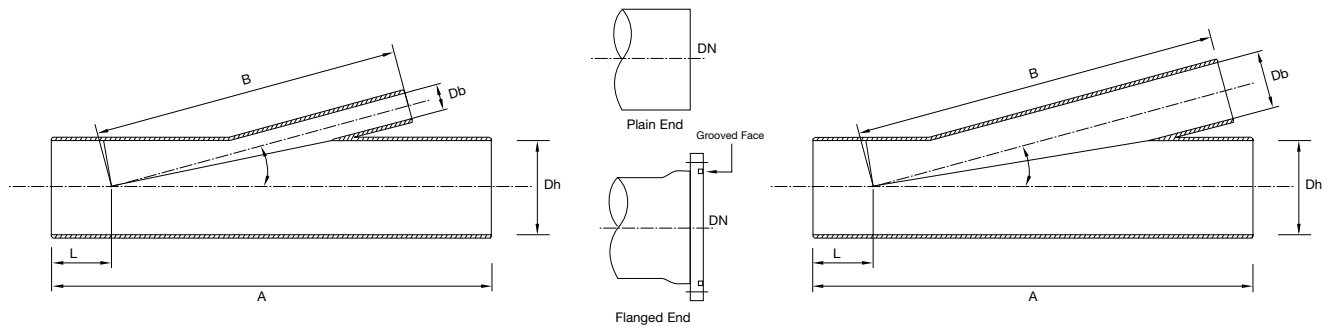 B
Db
Dh
L
A
DN
Plain End
Grooved Face
DN
Flanged End
B
Db
Dh
L
A